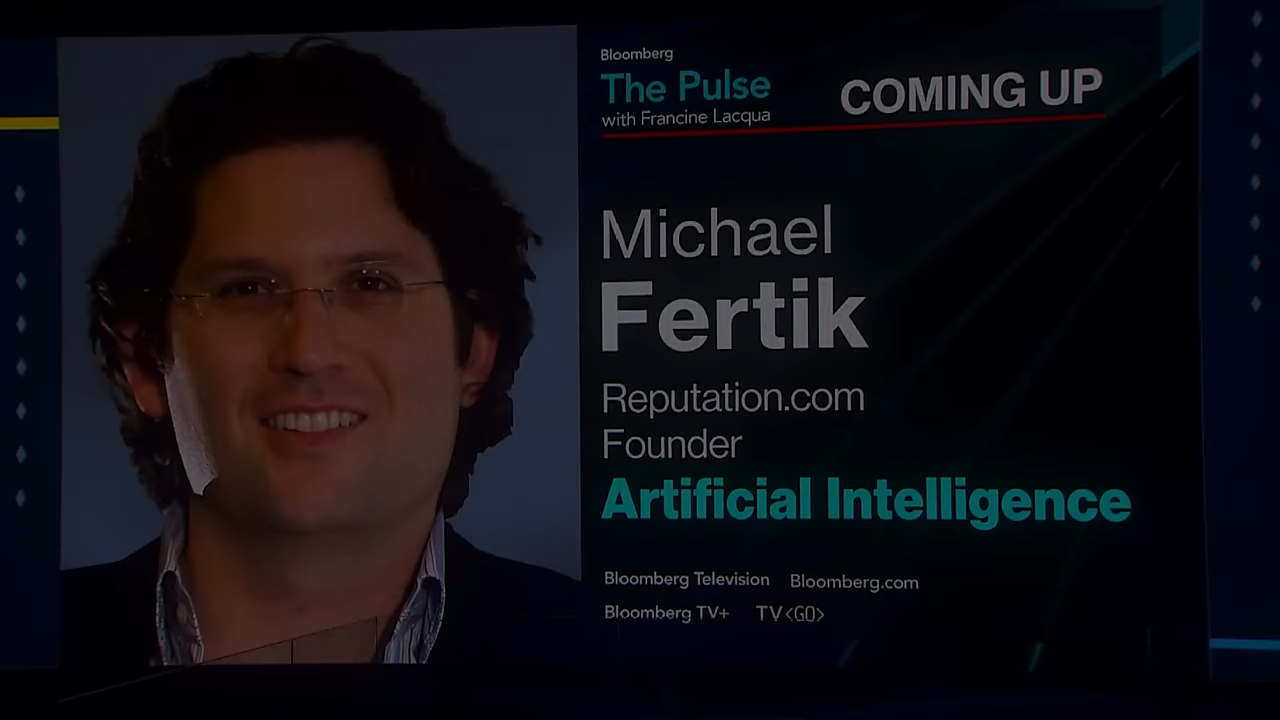 Bloomberg
The Pulse
with Francine Lacqua
COMING UP
Michael
Fertik
Reputation.com
Founder
Artificial Intelligence
Bloomberg Television Bloomberg.com
Bloomberg TV+ TV<GO>